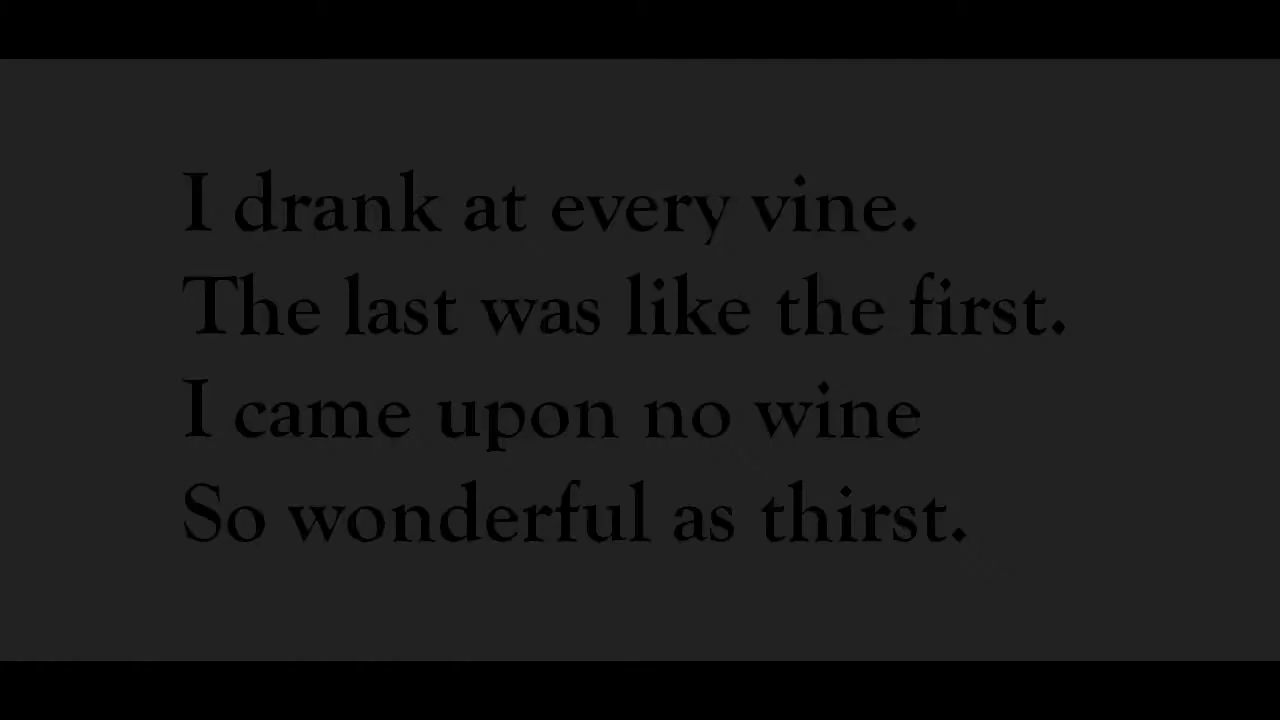 I drank at every vine.
The last was like the first.
I came upon no wine
So wonderful as thirst.